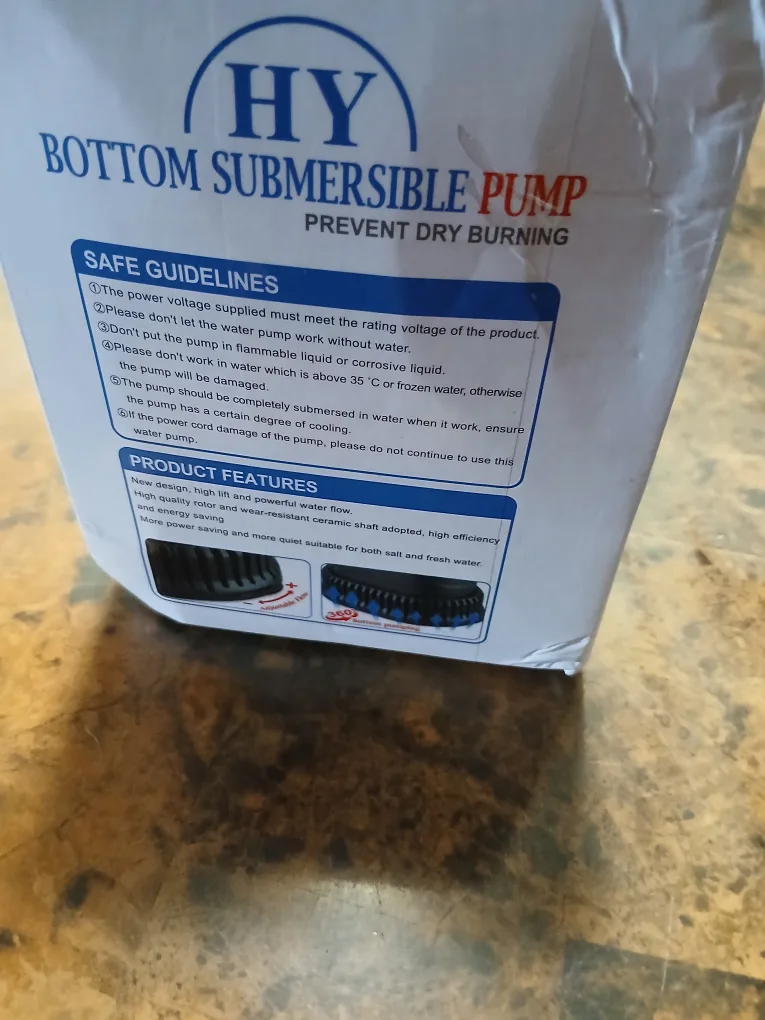 HY
BOTTOM SUBMERSIBLE PUMP
PREVENT DRY BURNING
SAFE GUIDELINES
①The power voltage supplied must meet the rating voltage of the product.
②Please don't let the water pump work without water.
③Don't put the pump in flammable liquid or corrosive liquid.
④Please don't work in water which is above 35 °C or frozen water, otherwise
the pump will be damaged.
⑤The pump should be completely submersed in water when it work, ensure
the pump has a certain degree of cooling.
⑥If the power cord damage of the pump, please do not continue to use this
water pump.
PRODUCT FEATURES
New design, high lift and powerful water flow.
High quality rotor and wear-resistant ceramic shaft adopted, high efficiency
and energy saving
More power saving and more quiet suitable for both salt and fresh water.
- +
Adjustable Flow
360°
Bottom pumping